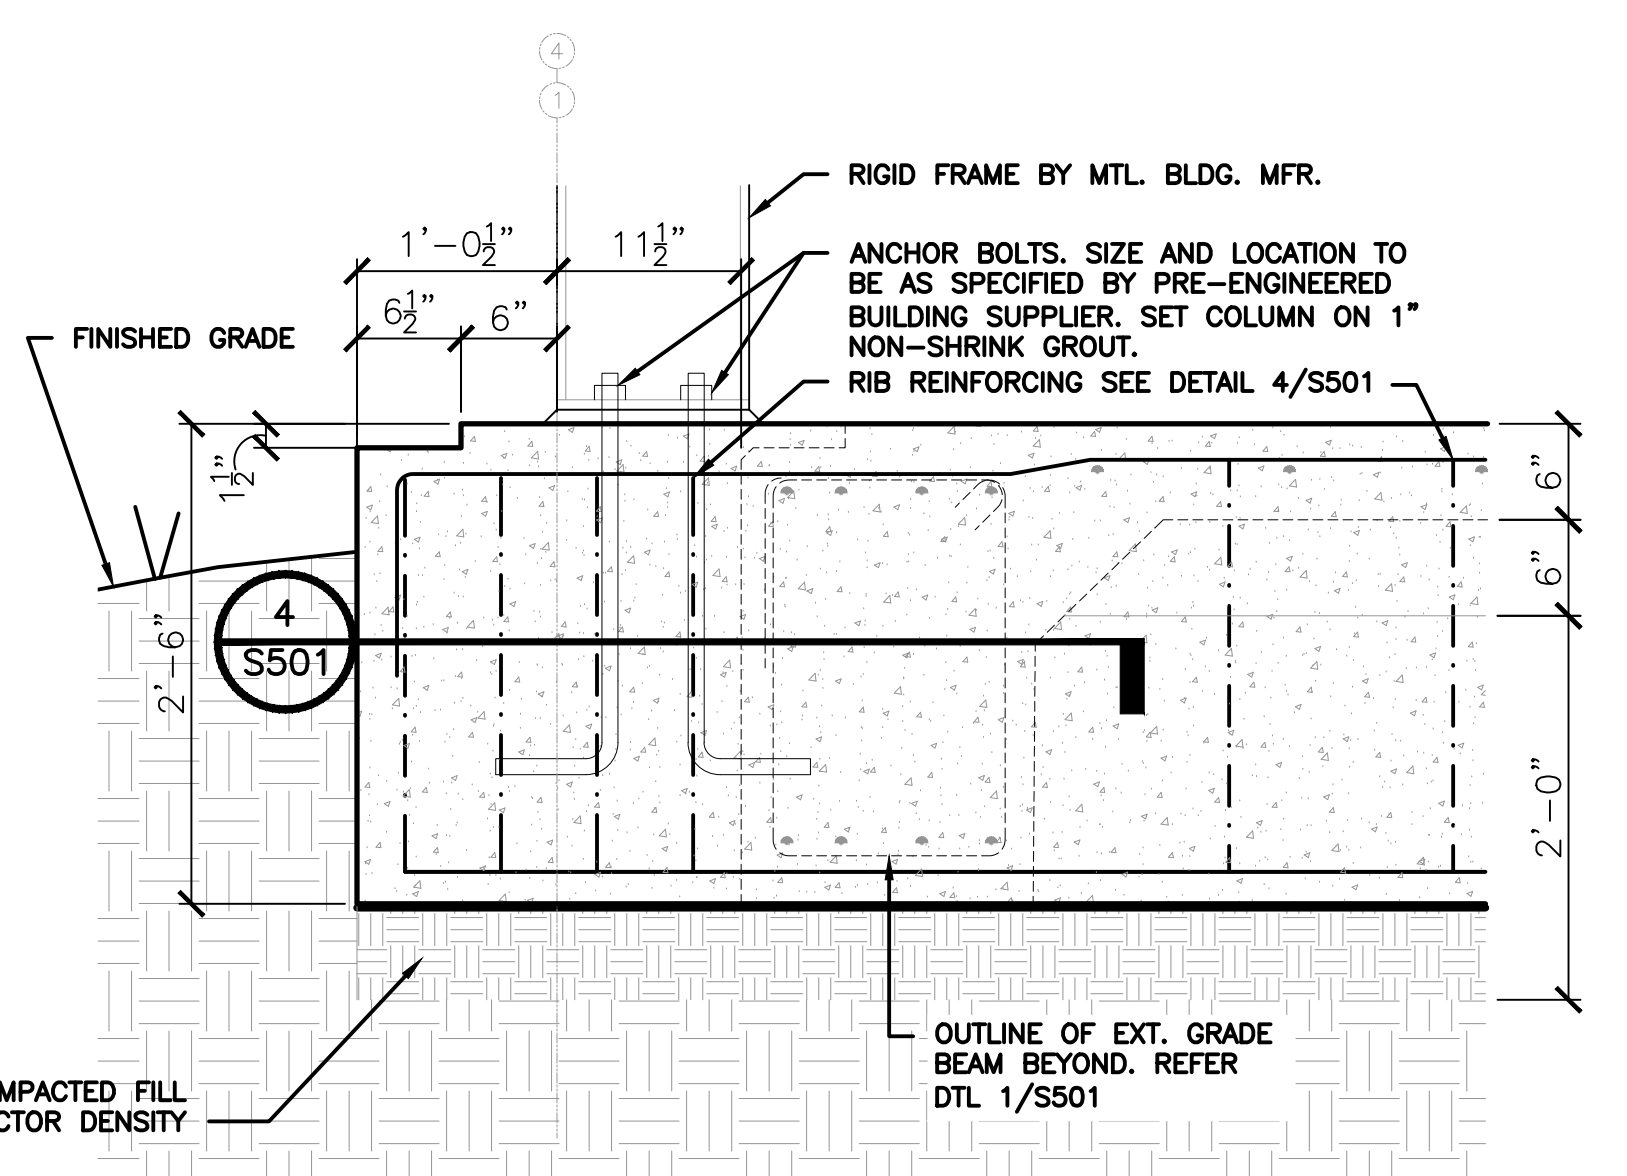 4
1
RIGID FRAME BY MTL. BLDG. MFR.
1'-0½"
11½"
ANCHOR BOLTS. SIZE AND LOCATION TO
BE AS SPECIFIED BY PRE-ENGINEERED
BUILDING SUPPLIER. SET COLUMN ON 1"
NON-SHRINK GROUT.
6½"
6"
FINISHED GRADE
RIB REINFORCING SEE DETAIL 4/S501
1½"
6"
6"
4
S501
2'-6"
2'-0"
OUTLINE OF EXT. GRADE
BEAM BEYOND. REFER
DTL 1/S501
MPACTED FILL
CTOR DENSITY